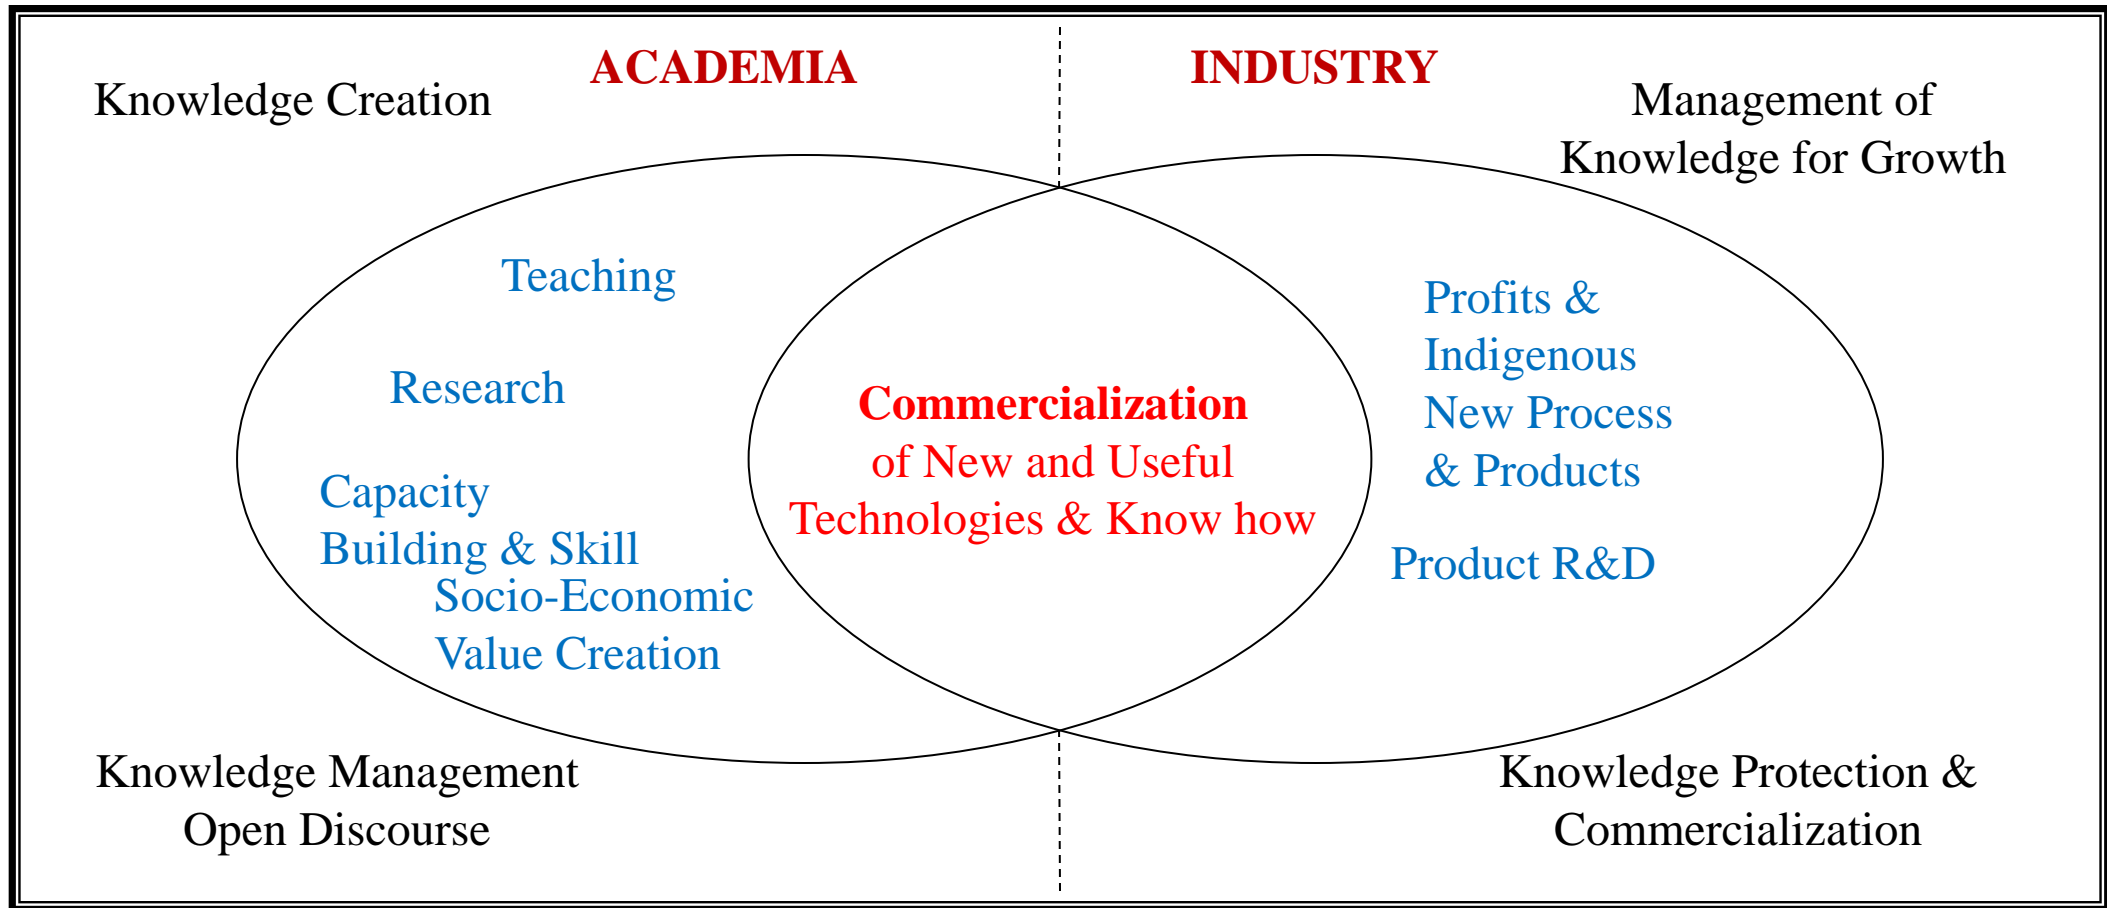 ACADEMIA
INDUSTRY
Knowledge Creation
Management of
Knowledge for Growth
Teaching
Research
Capacity
Building & Skill
Socio-Economic
Value Creation
Commercialization
of New and Useful
Technologies & Know how
Profits &
Indigenous
New Process
& Products
Product R&D
Knowledge Management
Open Discourse
Knowledge Protection &
Commercialization